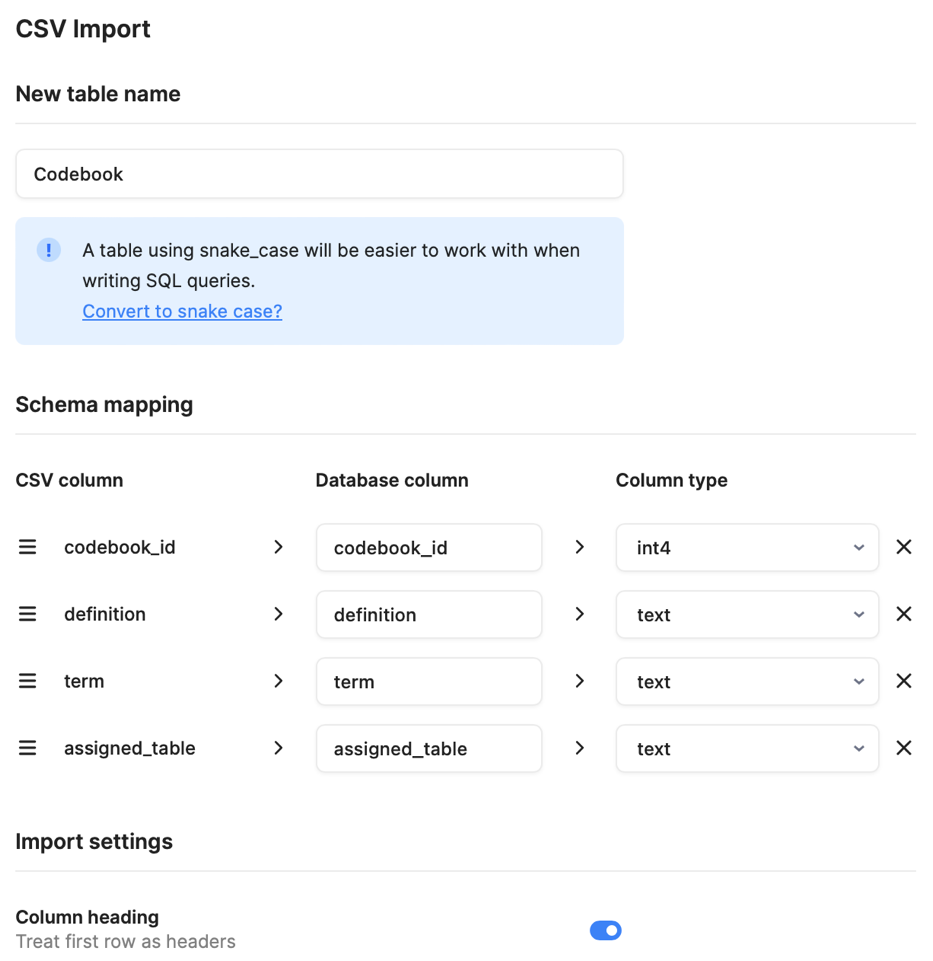 CSV Import
New table name
Codebook
A table using snake_case will be easier to work with when
writing SQL queries.
Convert to snake case?
Schema mapping
CSV column Database column Column type
codebook_id codebook_id int4
definition definition text
term term text
assigned_table assigned_table text
Import settings
Column heading
Treat first row as headers